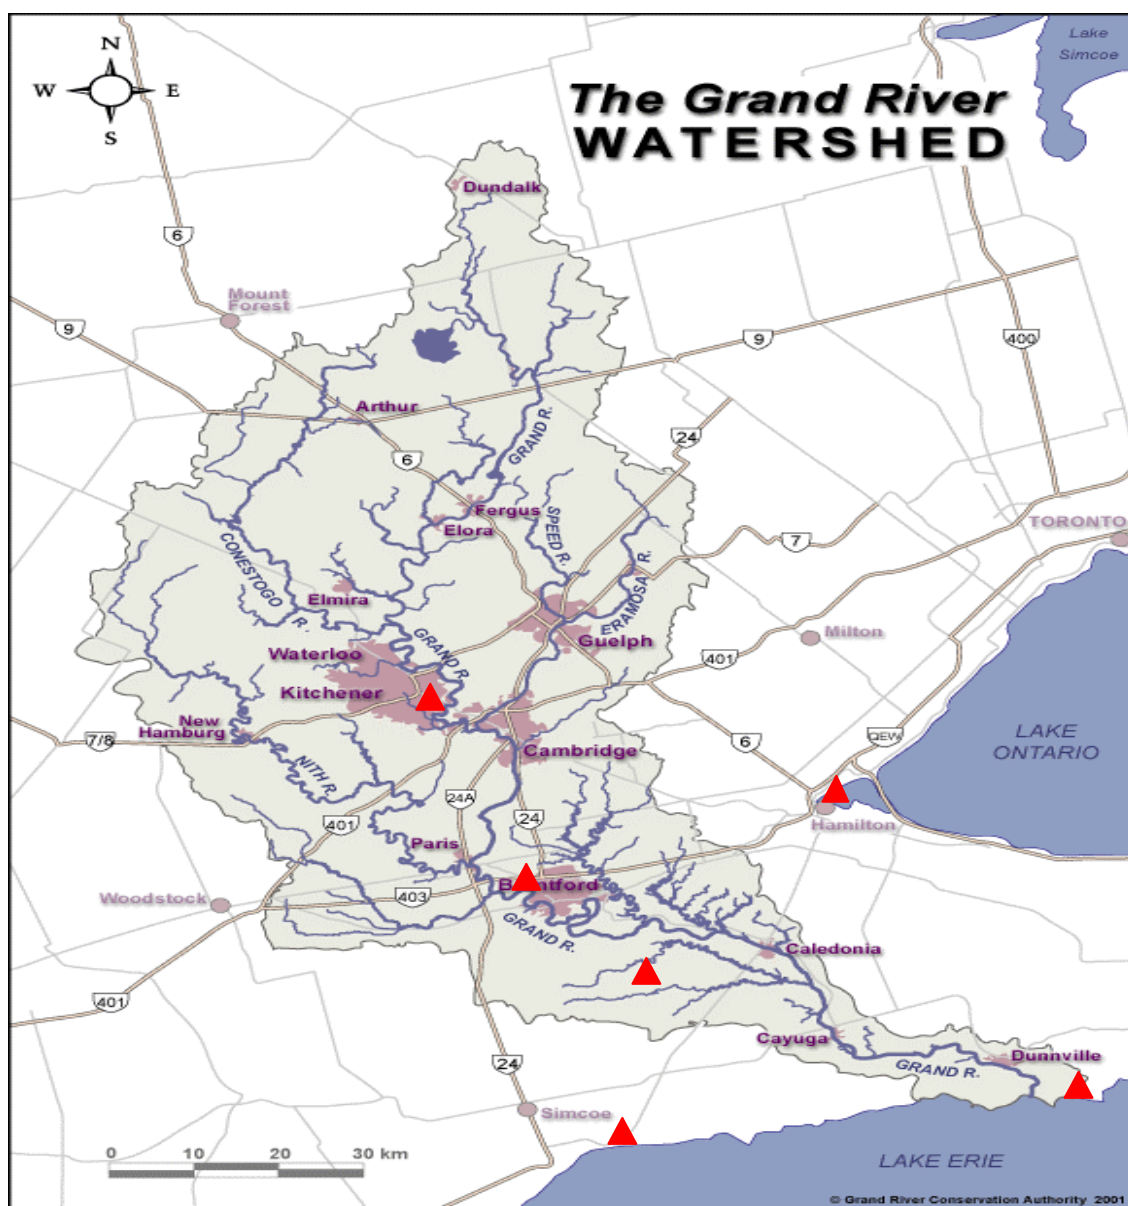 Lake
Simcoe
N
W E
S
The Grand River
WATERSHED
Dundalk
6
Mount
Forest
9
9
400
Arthur
GRAND R.
24
6
Fergus
Elora
SPEED R.
TORONTO
7
CONESTOGO R.
ERAMOSA R.
Elmira
Guelph
Milton
Waterloo
GRAND R.
401
Kitchener
New
Hamburg
7/8
6
QEW
LAKE
ONTARIO
Cambridge
NITH R.
24A
24
401
Hamilton
Paris
Brantford
403
Woodstock
GRAND R.
Caledonia
401
Cayuga
Dunnville
24
GRAND R.
Simcoe
0 10 20 30 km
LAKE ERIE
© Grand River Conservation Authority 2001